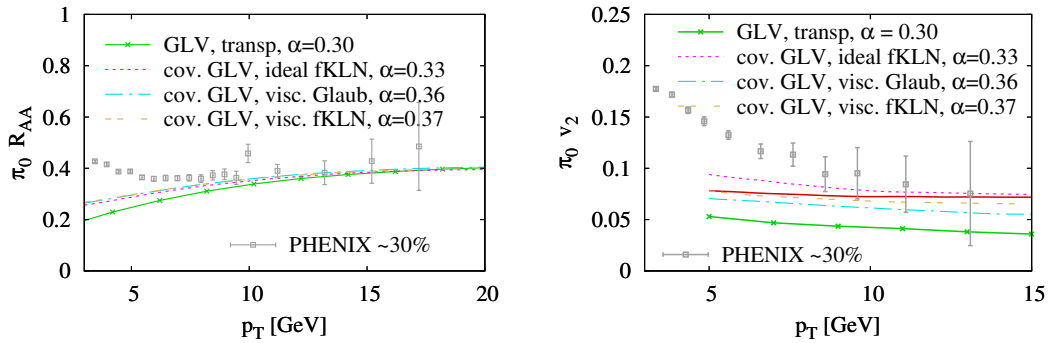 1
0.8
0.6
0.4
0.2
0
π₀ R_AA
GLV, transp, α=0.30
cov. GLV, ideal fKLN, α=0.33
cov. GLV, visc. Glaub, α=0.36
cov. GLV, visc. fKLN, α=0.37
PHENIX ~30%
5 10 15 20
p_T [GeV]
0.25
0.2
0.15
0.1
0.05
0
π₀ v₂
GLV, transp, α = 0.30
cov. GLV, ideal fKLN, α=0.33
cov. GLV, visc. Glaub, α=0.36
cov. GLV, visc. fKLN, α=0.37
PHENIX ~30%
5 10 15
p_T [GeV]